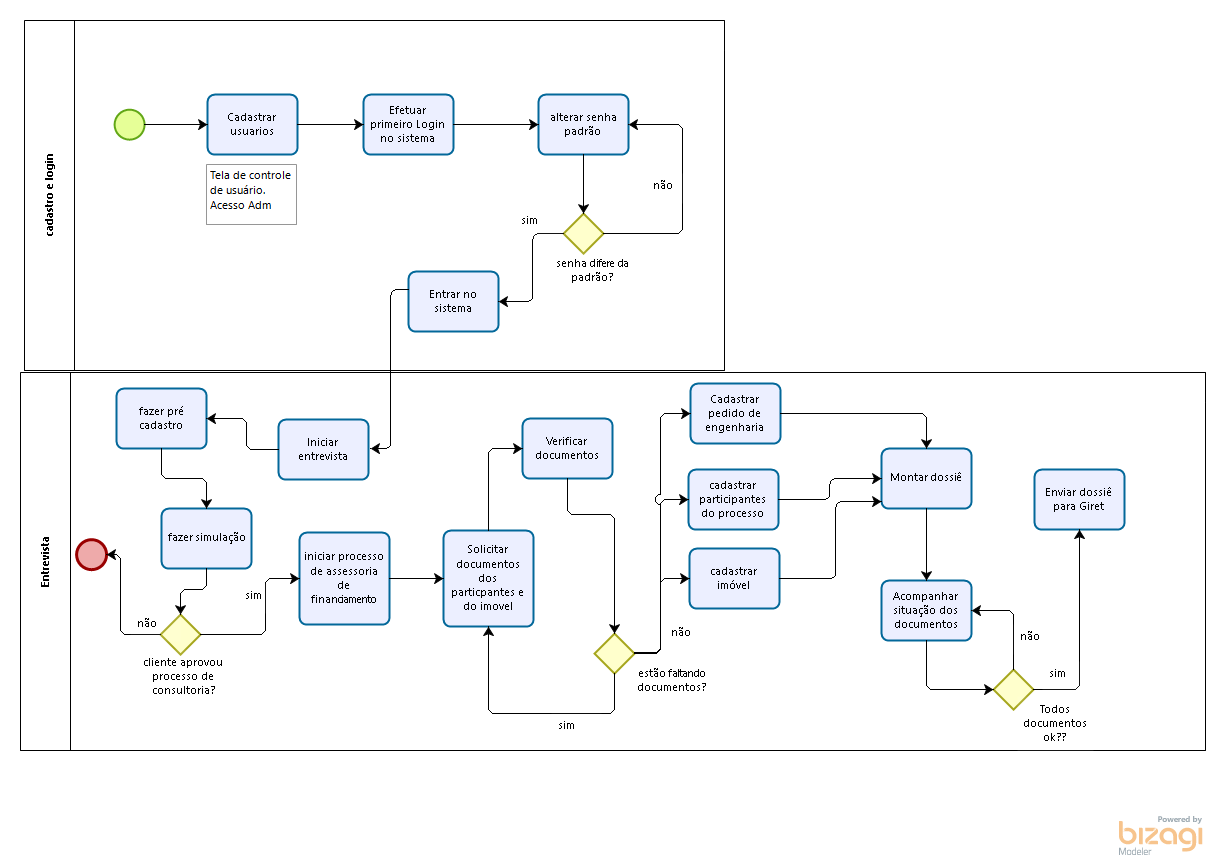 cadastro e login
Cadastrar
usuarios
Efetuar
primeiro Login
no sistema
alterar senha
padrão
Tela de controle
de usuário.
Acesso Adm
não
sim
senha difere da
padrão?
Entrar no
sistema
Entrevista
fazer pré
cadastro
Iniciar
entrevista
fazer simulação
não
sim
cliente aprovou
processo de
consultoria?
iniciar processo
de assessoria
de
financiamento
Solicitar
documentos
dos
particpantes e
do imovel
Verificar
documentos
não
estão faltando
documentos?
sim
Cadastrar
pedido de
engenharia
cadastrar
participantes
do processo
cadastrar
imóvel
Montar dossiê
Acompanhar
situação dos
documentos
não
sim
Todos
documentos
ok??
Enviar dossiê
para Giret
Powered by
bizagi
Modeler